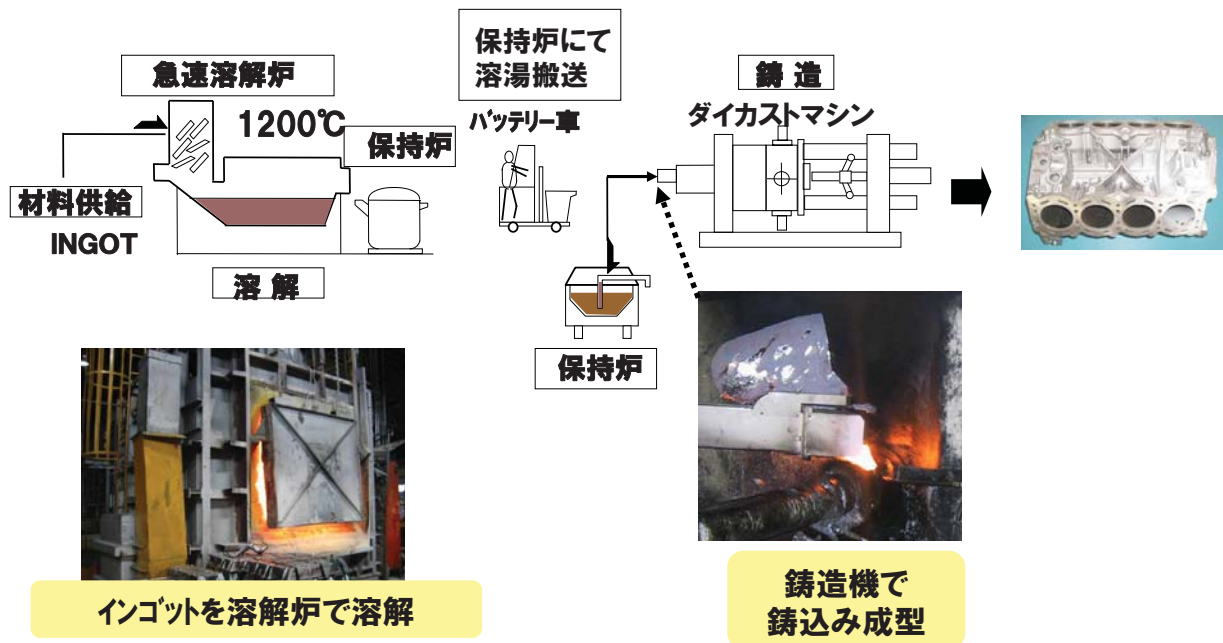 急速溶解炉
1200℃
保持炉
材料供給
INGOT
溶解
保持炉にて
溶湯搬送
バッテリー車
保持炉
鋳造
ダイカストマシン
インゴットを溶解炉で溶解
鋳造機で
鋳込み成型